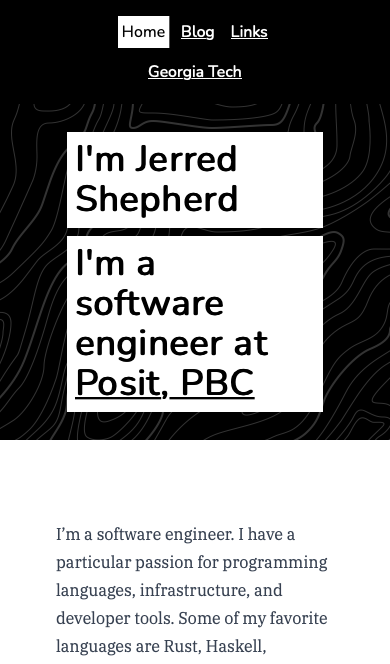 Home Blog Links
Georgia Tech
I'm Jerred
Shepherd
I'm a
software
engineer at
Posit, PBC
I’m a software engineer. I have a
particular passion for programming
languages, infrastructure, and
developer tools. Some of my favorite
languages are Rust, Haskell,